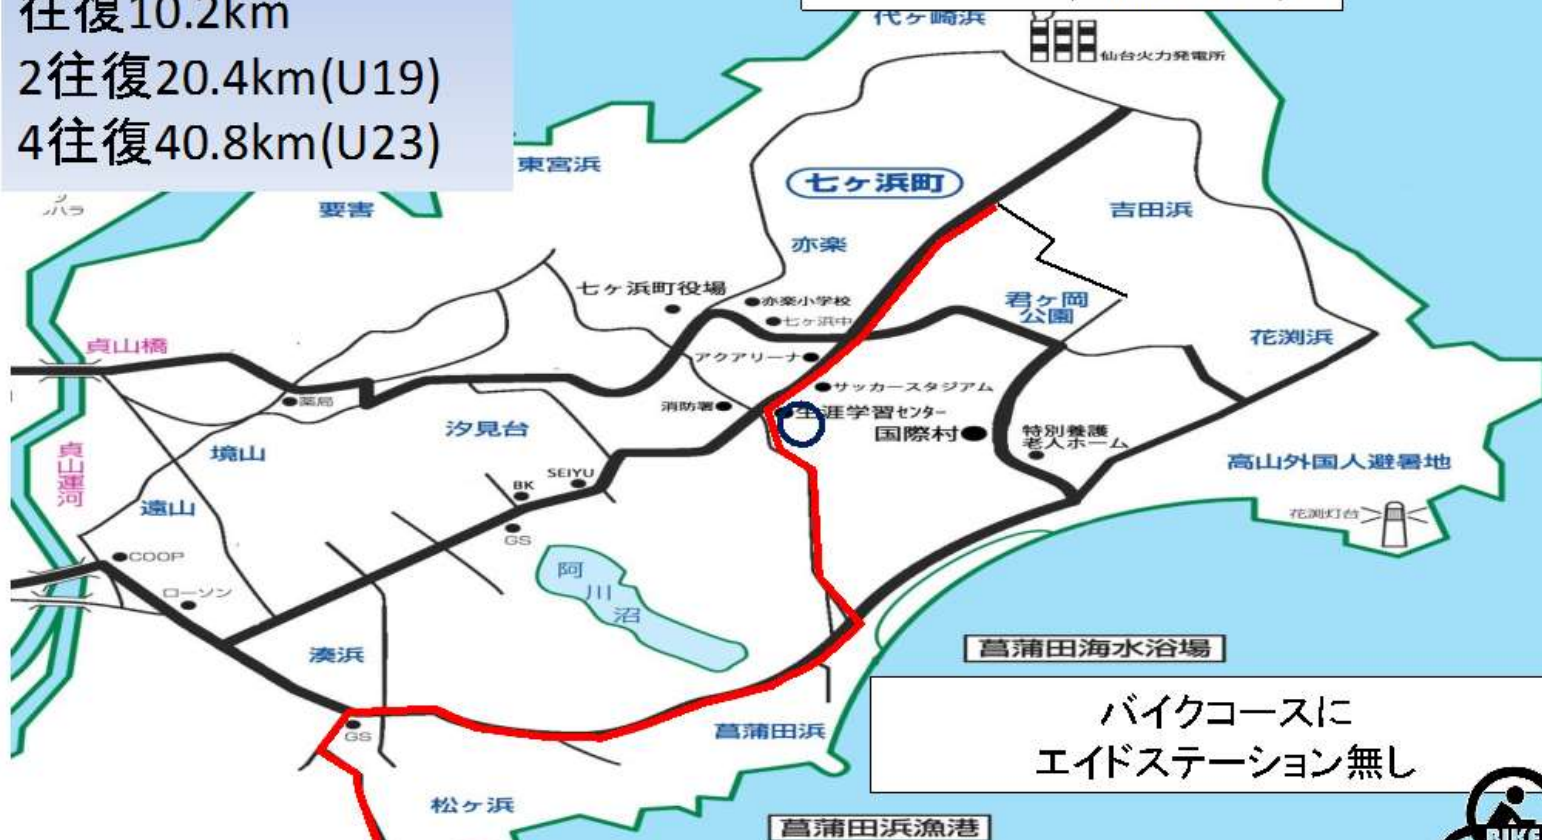 往復10.2km
2往復20.4km(U19)
4往復40.8km(U23)
代ヶ崎浜
仙台火力発電所
東宮浜
七ヶ浜町
要害
吉田浜
亦楽
七ヶ浜町役場
亦楽小学校
七ヶ浜中
君ヶ岡
公園
花渕浜
貞山橋
アクアリーナ
サッカースタジアム
薬局
消防署
生涯学習センター
汐見台
国際村
特別養護
老人ホーム
貞山運河
境山
高山外国人避暑地
SEIYU
BK
遠山
花渕灯台
GS
COOP
阿川沼
ローソン
湊浜
菖蒲田海水浴場
バイクコースに
エイドステーション無し
GS
菖蒲田浜
松ヶ浜
菖蒲田浜漁港
BIKE